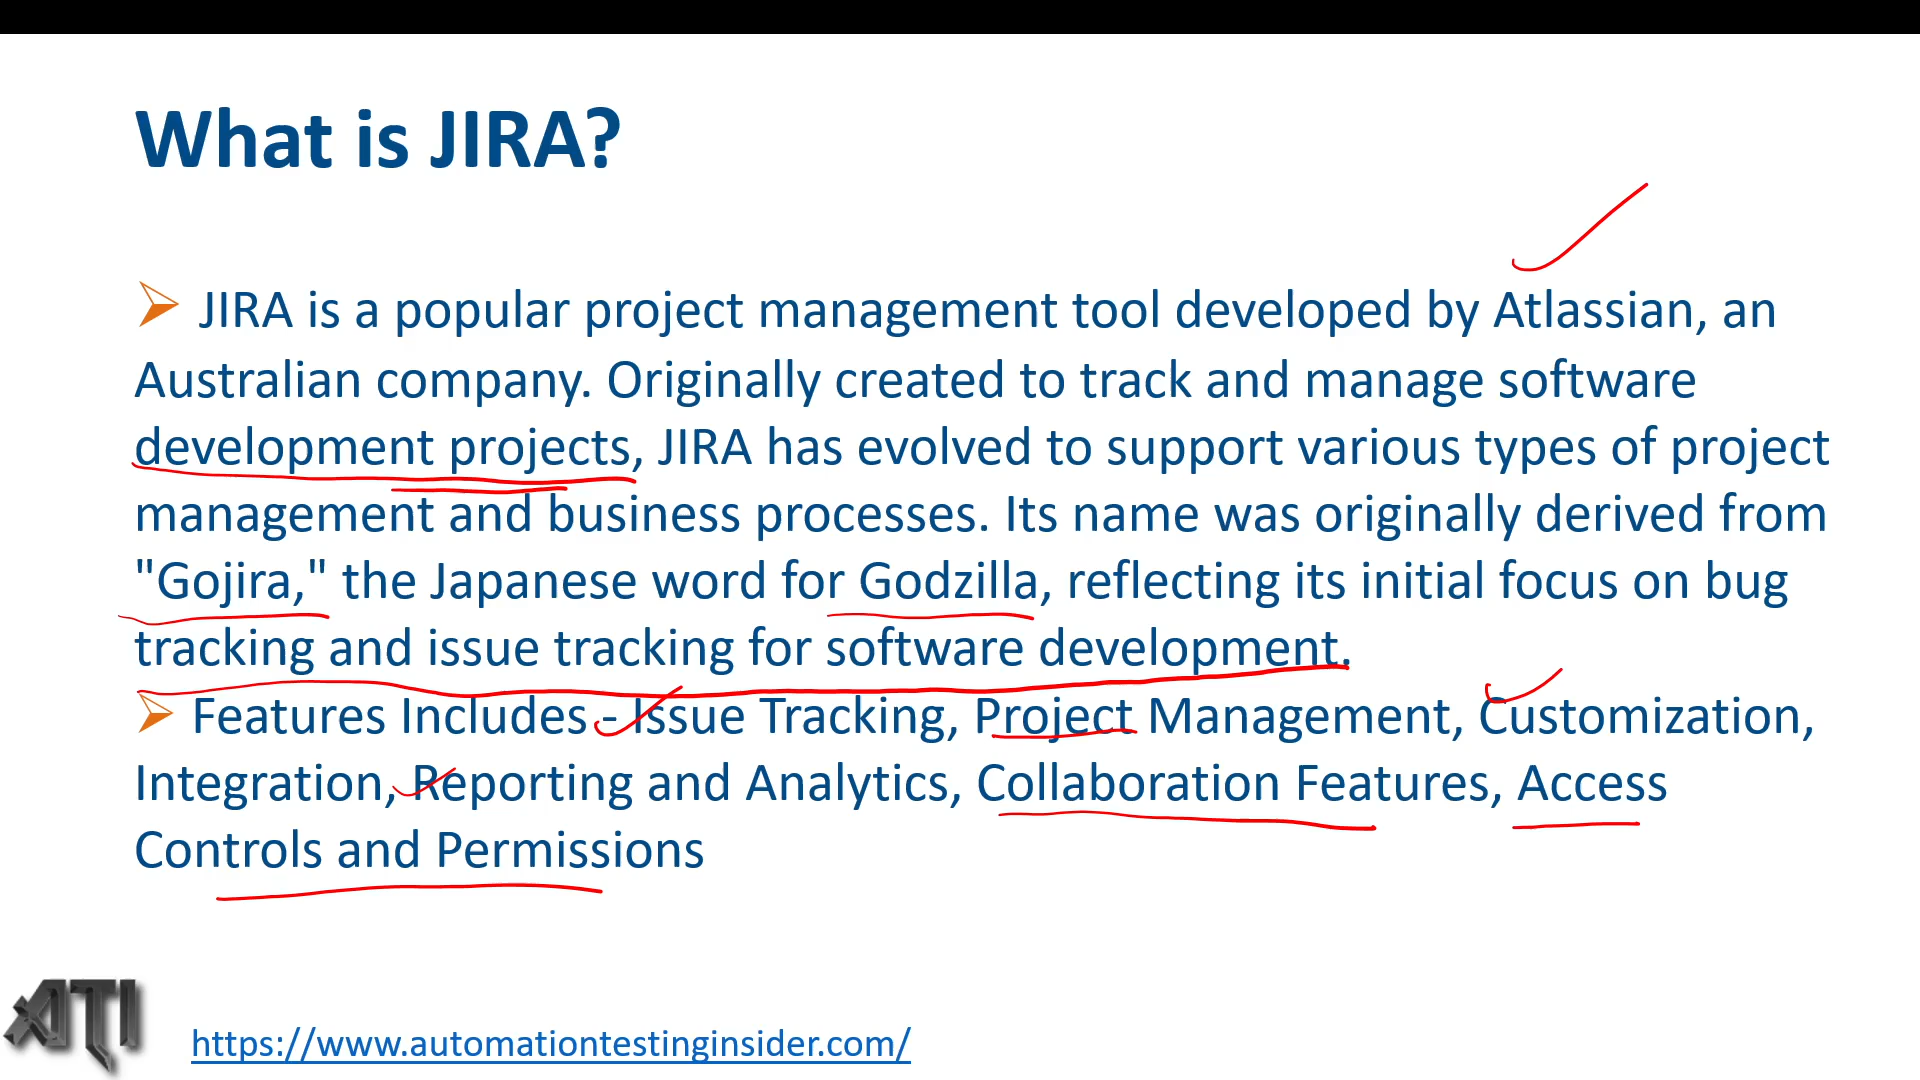 What is JIRA?
JIRA is a popular project management tool developed by Atlassian, an
Australian company. Originally created to track and manage software
development projects, JIRA has evolved to support various types of project
management and business processes. Its name was originally derived from
"Gojira," the Japanese word for Godzilla, reflecting its initial focus on bug
tracking and issue tracking for software development.
Features Includes - Issue Tracking, Project Management, Customization,
Integration, Reporting and Analytics, Collaboration Features, Access
Controls and Permissions
ATI
https://www.automationtestinginsider.com/